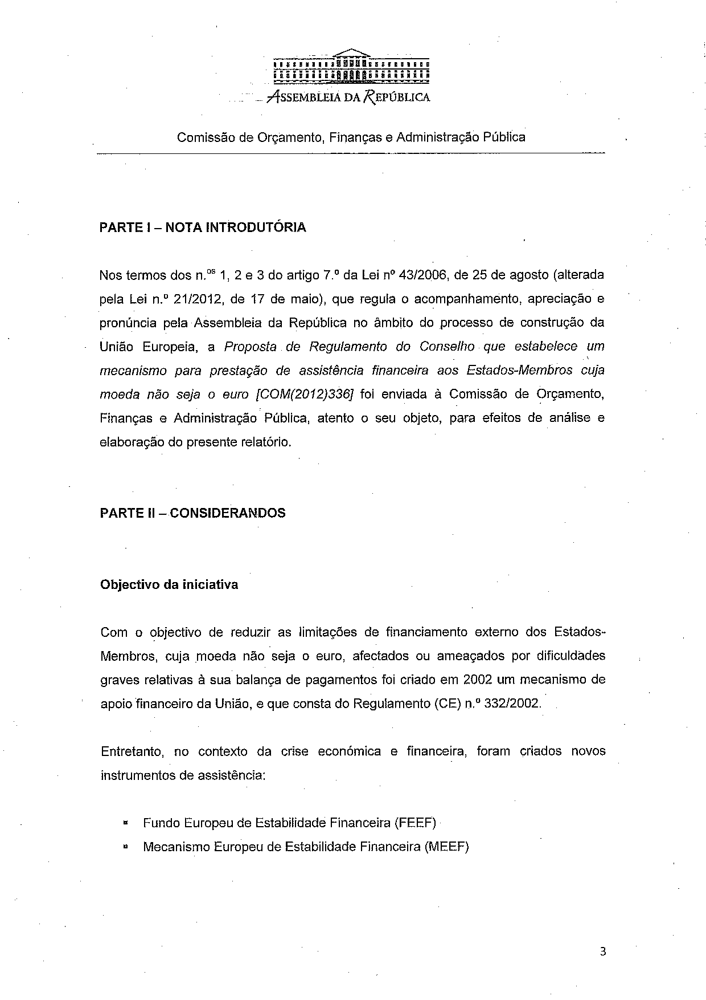 ASSEMBLEIA DA REPÚBLICA
Comissão de Orçamento, Finanças e Administração Pública
PARTE I – NOTA INTRODUTÓRIA
Nos termos dos n.ºs 1, 2 e 3 do artigo 7.º da Lei nº 43/2006, de 25 de agosto (alterada
pela Lei n.º 21/2012, de 17 de maio), que regula o acompanhamento, apreciação e
pronúncia pela Assembleia da República no âmbito do processo de construção da
União Europeia, a Proposta de Regulamento do Conselho que estabelece um
mecanismo para prestação de assistência financeira aos Estados-Membros cuja
moeda não seja o euro [COM(2012)336] foi enviada à Comissão de Orçamento,
Finanças e Administração Pública, atento o seu objeto, para efeitos de análise e
elaboração do presente relatório.
PARTE II – CONSIDERANDOS
Objectivo da iniciativa
Com o objectivo de reduzir as limitações de financiamento externo dos Estados-
Membros, cuja moeda não seja o euro, afectados ou ameaçados por dificuldades
graves relativas à sua balança de pagamentos foi criado em 2002 um mecanismo de
apoio financeiro da União, e que consta do Regulamento (CE) n.º 332/2002.
Entretanto, no contexto da crise económica e financeira, foram criados novos
instrumentos de assistência:
▪ Fundo Europeu de Estabilidade Financeira (FEEF)
▪ Mecanismo Europeu de Estabilidade Financeira (MEEF)
3